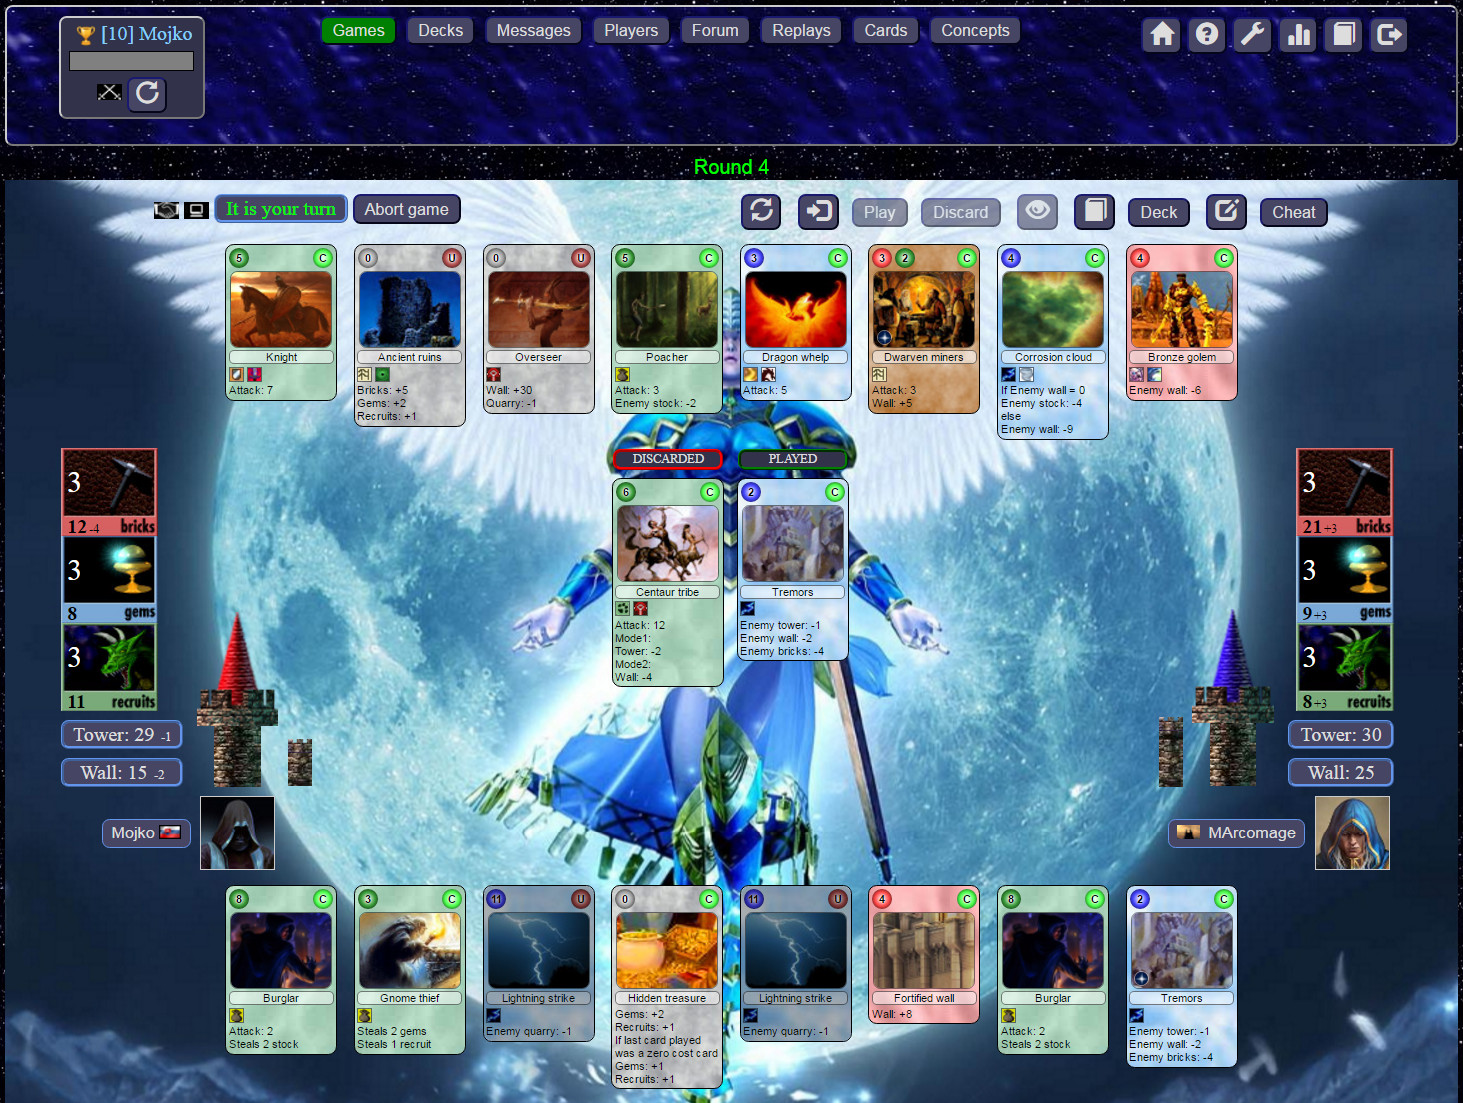 [10] Mojko
Games
Decks
Messages
Players
Forum
Replays
Cards
Concepts
Round 4
It is your turn
Abort game
Play
Discard
Deck
Cheat
5 C
Knight
Attack: 7
0 U
Ancient ruins
Bricks: +5
Gems: +2
Recruits: +1
0 U
Overseer
Wall: +30
Quarry: -1
5 C
Poacher
Attack: 3
Enemy stock: -2
3 C
Dragon whelp
Attack: 5
3 2 C
Dwarven miners
Attack: 3
Wall: +5
4 C
Corrosion cloud
If Enemy wall = 0
Enemy stock: -4
else
Enemy wall: -9
4 C
Bronze golem
Enemy wall: -6
3
12 -4 bricks
3
8 gems
3
11 recruits
Tower: 29 -1
Wall: 15 -2
Mojko
DISCARDED
6 C
Centaur tribe
Attack: 12
Mode1:
Tower: -2
Mode2:
Wall: -4
PLAYED
2 C
Tremors
Enemy tower: -1
Enemy wall: -2
Enemy bricks: -4
3
21 +3 bricks
3
9 +3 gems
3
8 +3 recruits
Tower: 30
Wall: 25
MArcomage
8 C
Burglar
Attack: 2
Steals 2 stock
3 C
Gnome thief
Steals 2 gems
Steals 1 recruit
11 U
Lightning strike
Enemy quarry: -1
0 C
Hidden treasure
Gems: +2
Recruits: +1
If last card played
was a zero cost card
Gems: +1
Recruits: +1
11 U
Lightning strike
Enemy quarry: -1
4 C
Fortified wall
Wall: +8
8 C
Burglar
Attack: 2
Steals 2 stock
2 C
Tremors
Enemy tower: -1
Enemy wall: -2
Enemy bricks: -4